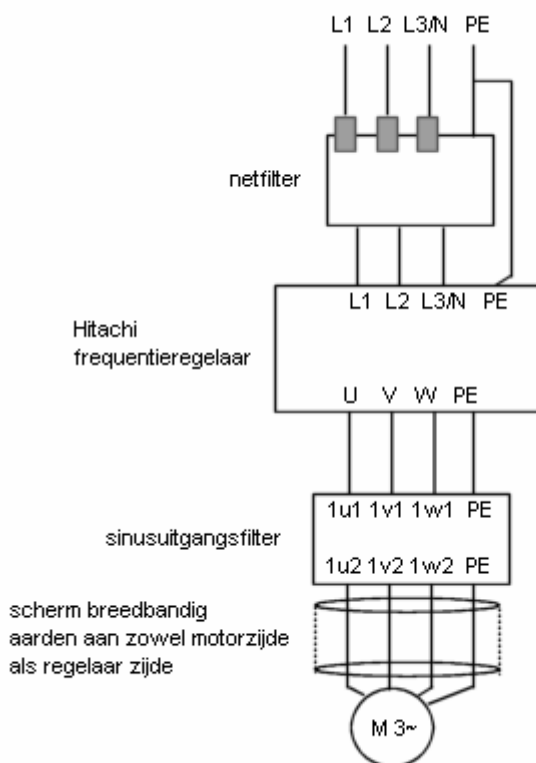 L1 L2 L3/N PE
netfilter
L1 L2 L3/N PE
Hitachi
frequentieregelaar
U V W PE
1u1 1v1 1w1 PE
sinusuitgangsfilter
1u2 1v2 1w2 PE
scherm breedbandig
aarden aan zowel motorzijde
als regelaar zijde
M 3~